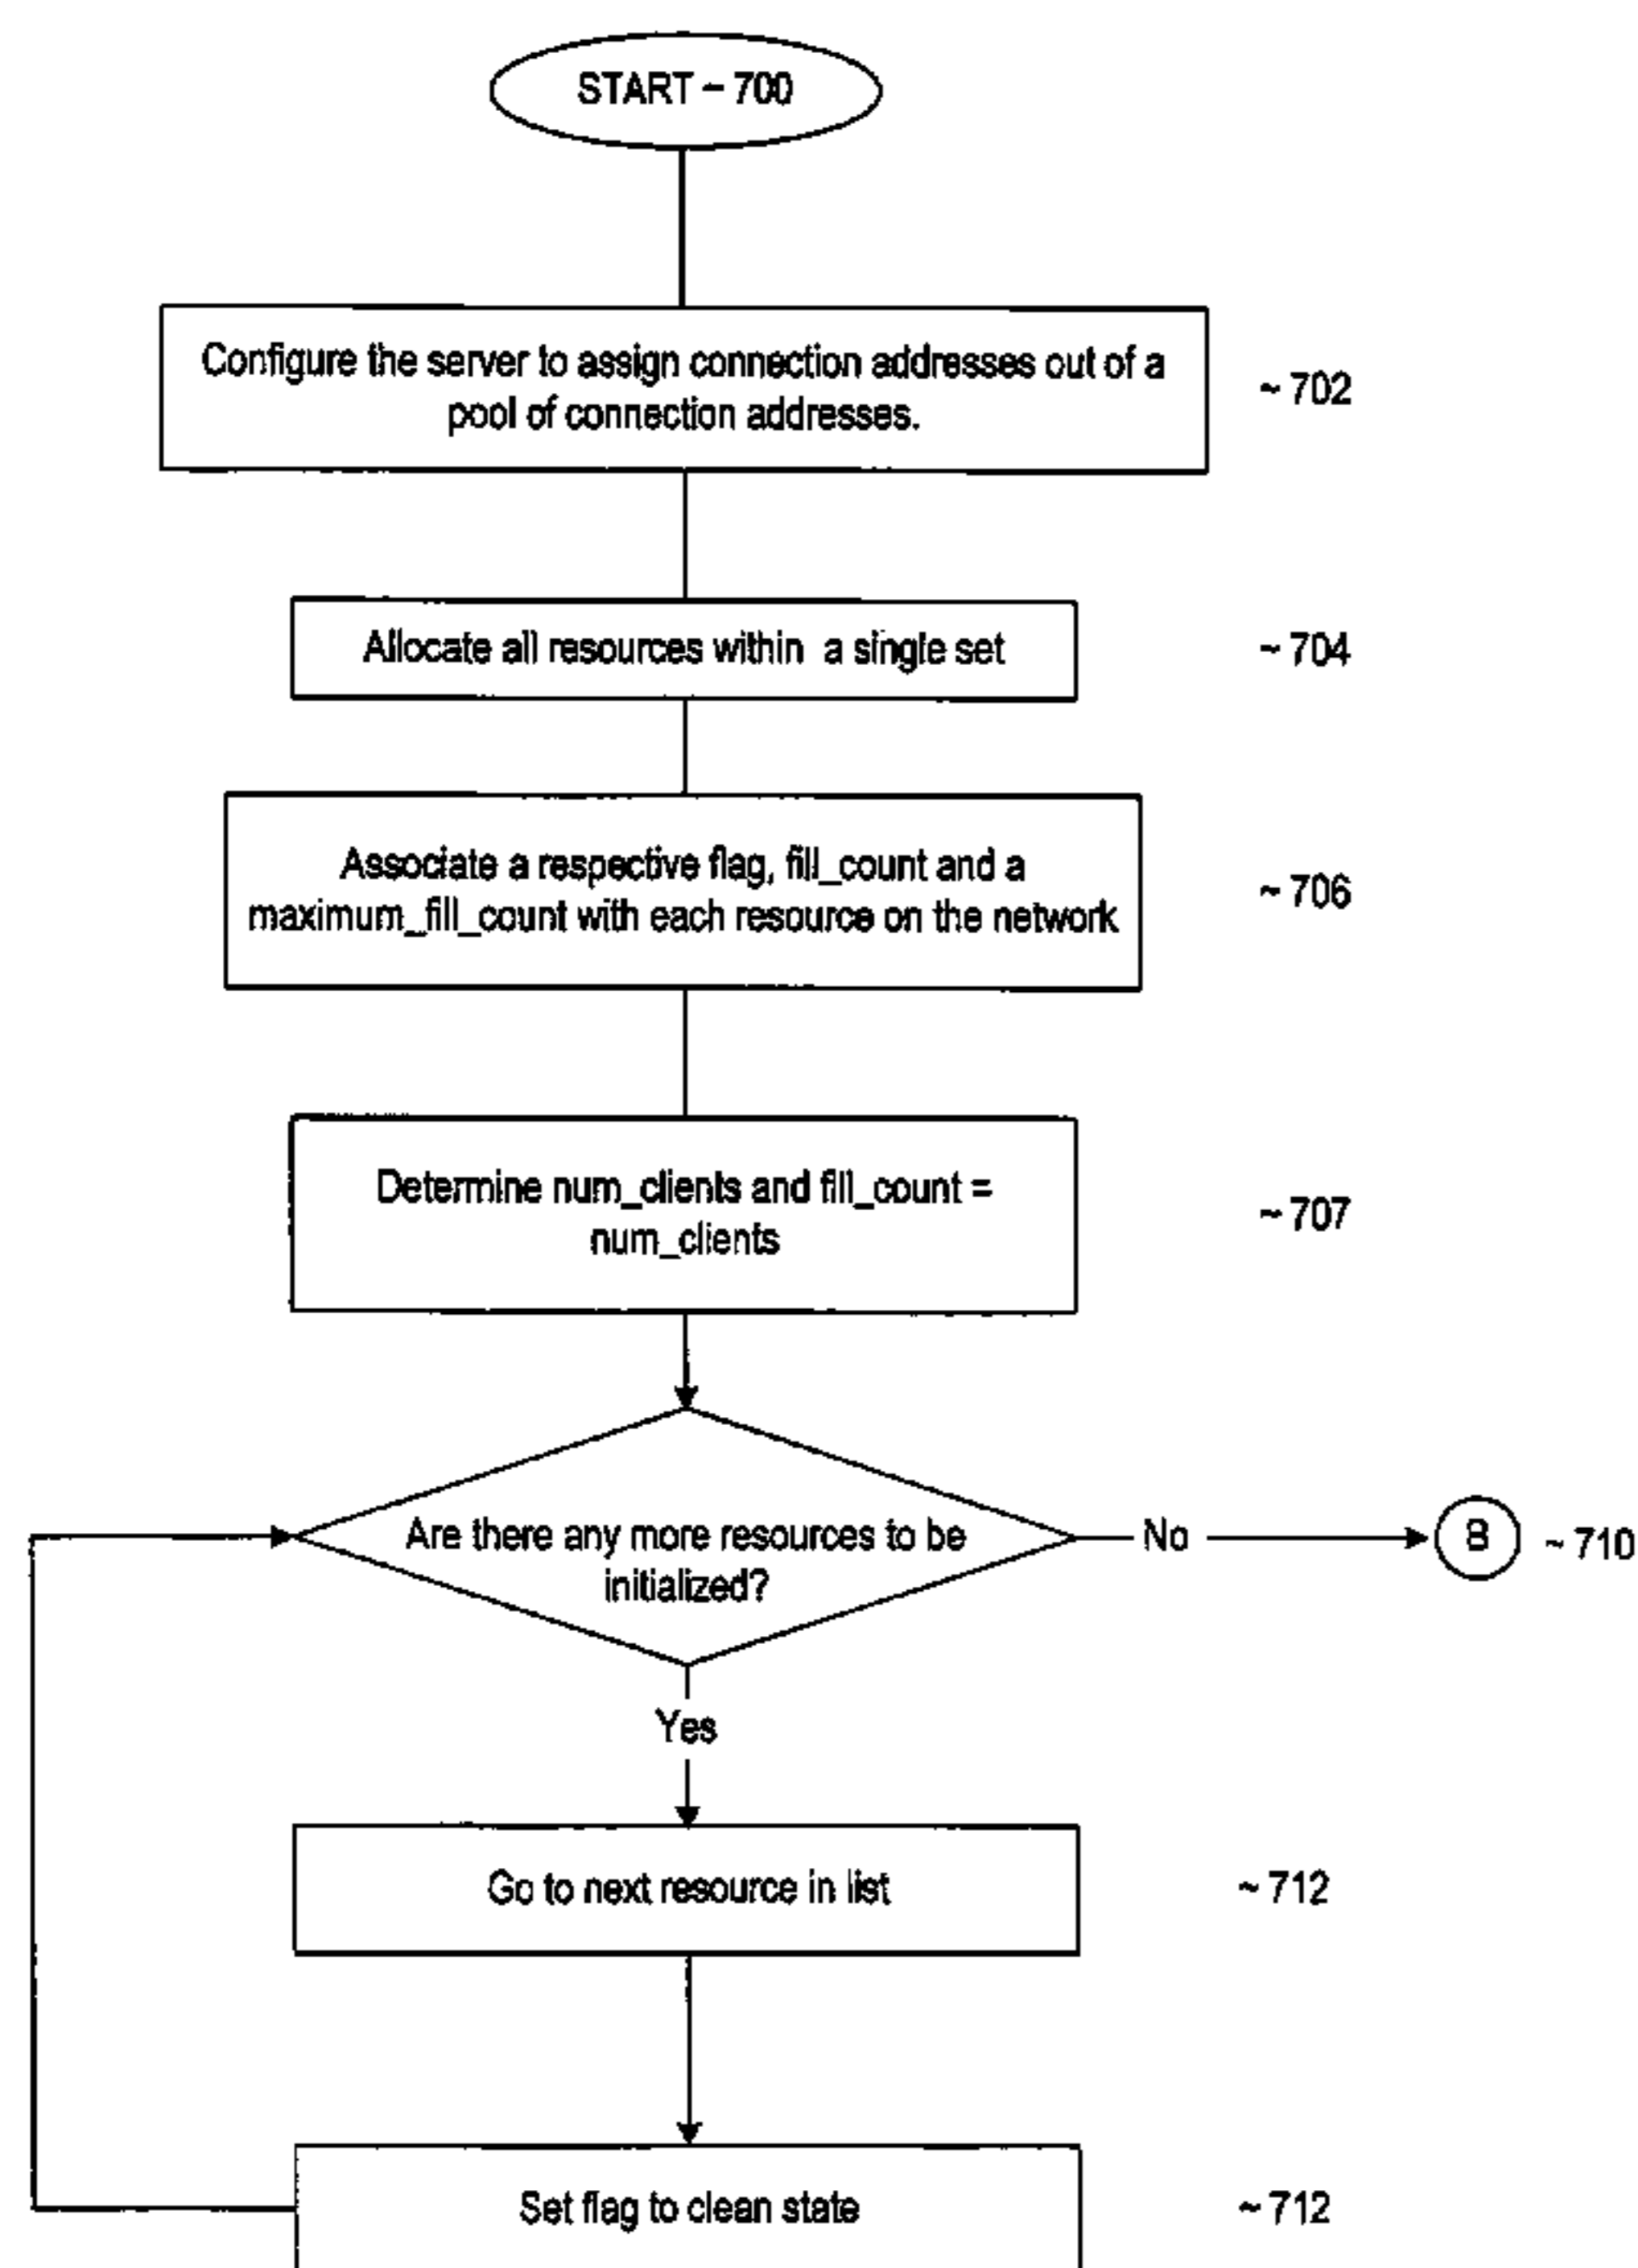 START ~ 700
Configure the server to assign connection addresses out of a
pool of connection addresses.
~ 702
Allocate all resources within a single set
~ 704
Associate a respective flag, fill_count and a
maximum_fill_count with each resource on the network
~ 706
Determine num_clients and fill_count =
num_clients
~ 707
Are there any more resources to be
initialized?
No
B
~ 710
Yes
Go to next resource in list
~ 712
Set flag to clean state
~ 712